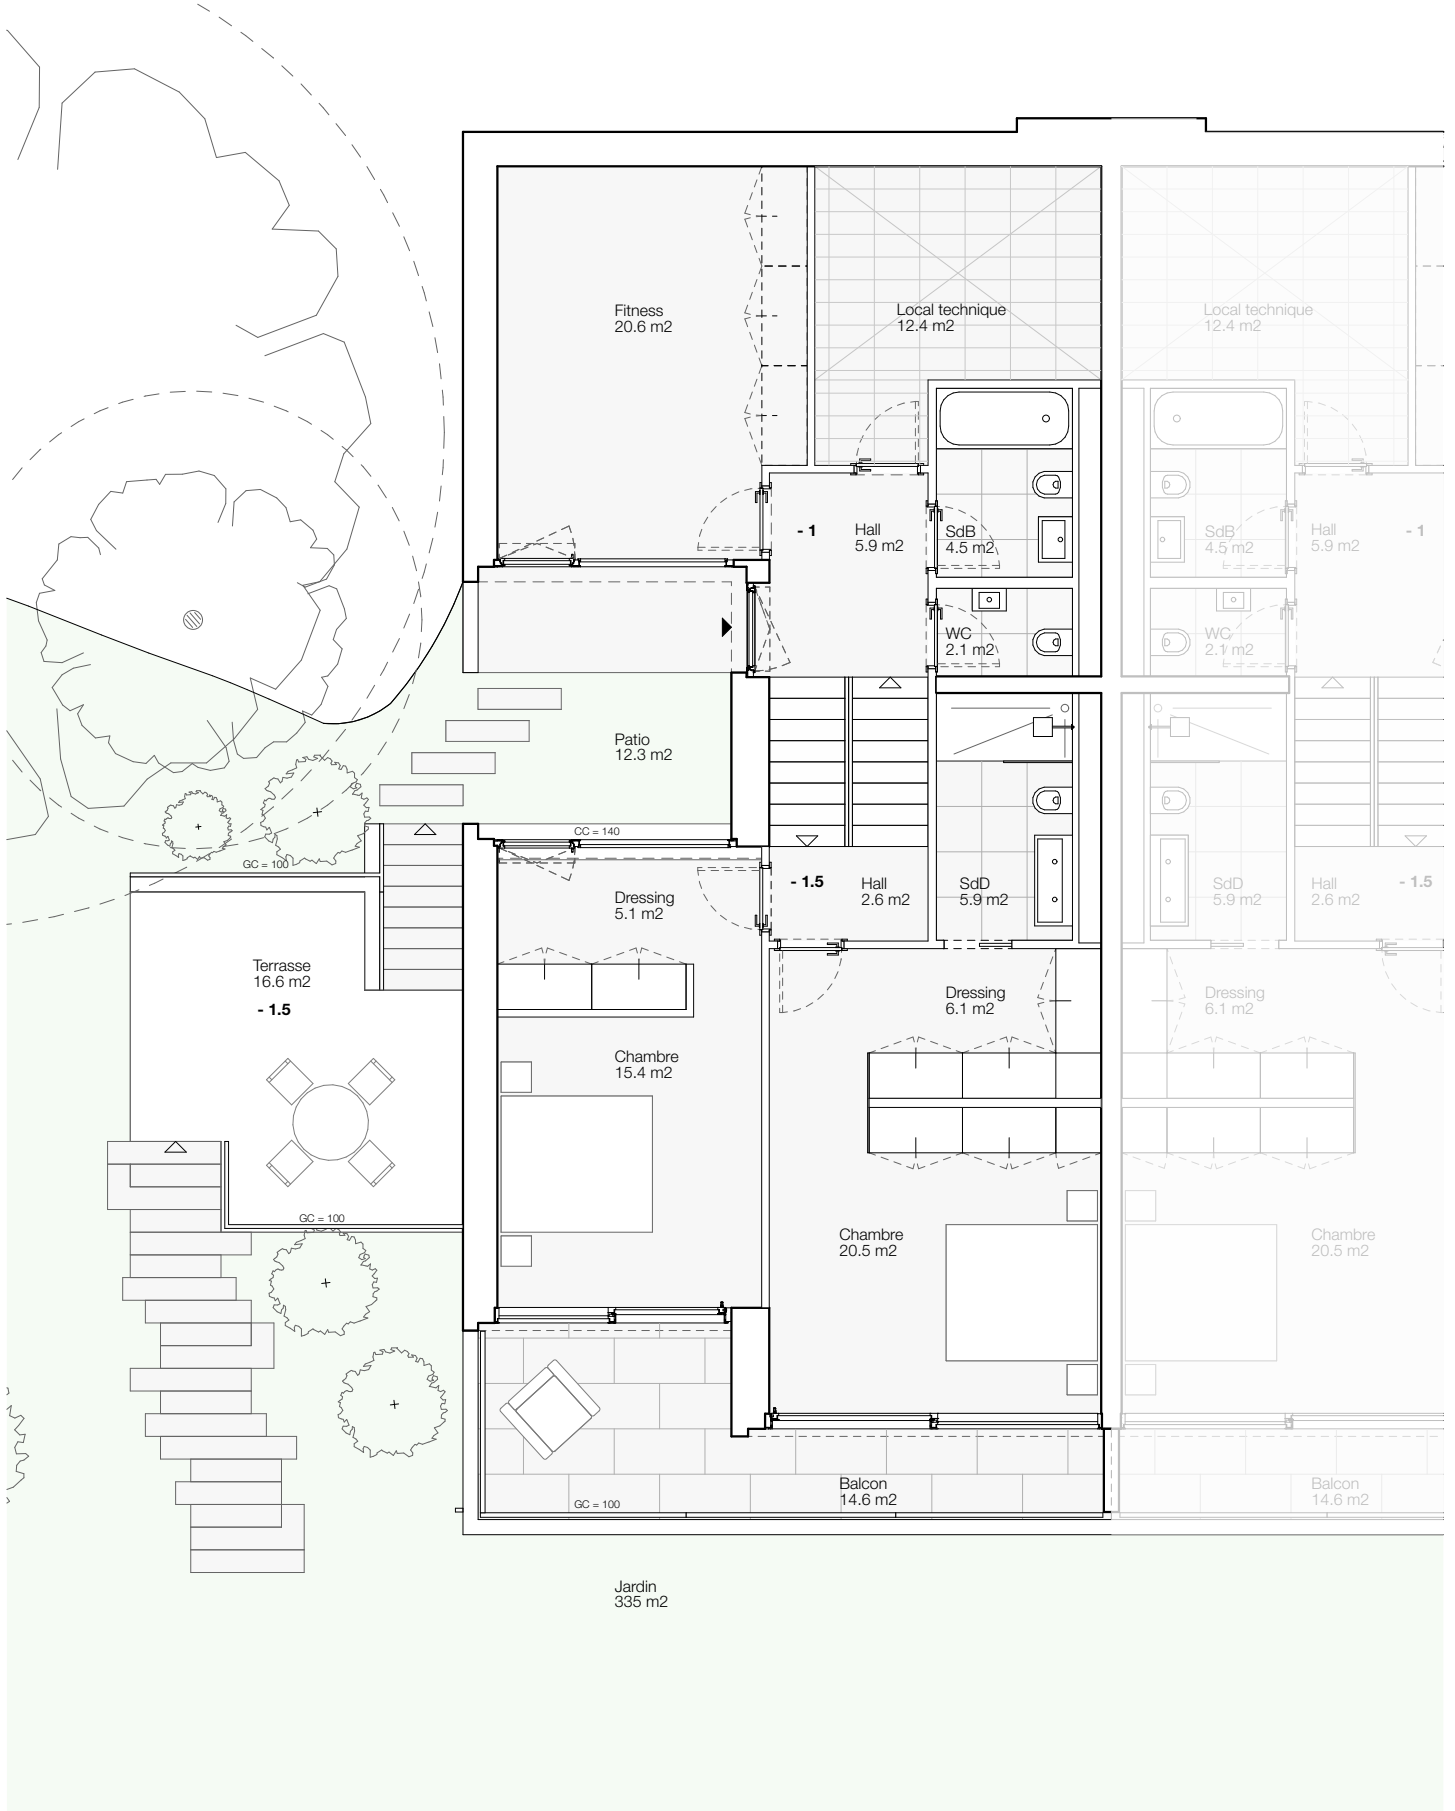 Fitness
20.6 m2
Local technique
12.4 m2
Local technique
12.4 m2
- 1
Hall
5.9 m2
SdB
4.5 m2
SdB
4.5 m2
Hall
5.9 m2
- 1
WC
2.1 m2
WC
2.1 m2
Patio
12.3 m2
CC = 140
GC = 100
Dressing
5.1 m2
- 1.5
Hall
2.6 m2
SdD
5.9 m2
SdD
5.9 m2
Hall
2.6 m2
- 1.5
Terrasse
16.6 m2
- 1.5
Dressing
6.1 m2
Dressing
6.1 m2
Chambre
15.4 m2
GC = 100
Chambre
20.5 m2
Chambre
20.5 m2
Balcon
14.6 m2
Balcon
14.6 m2
GC = 100
Jardin
335 m2